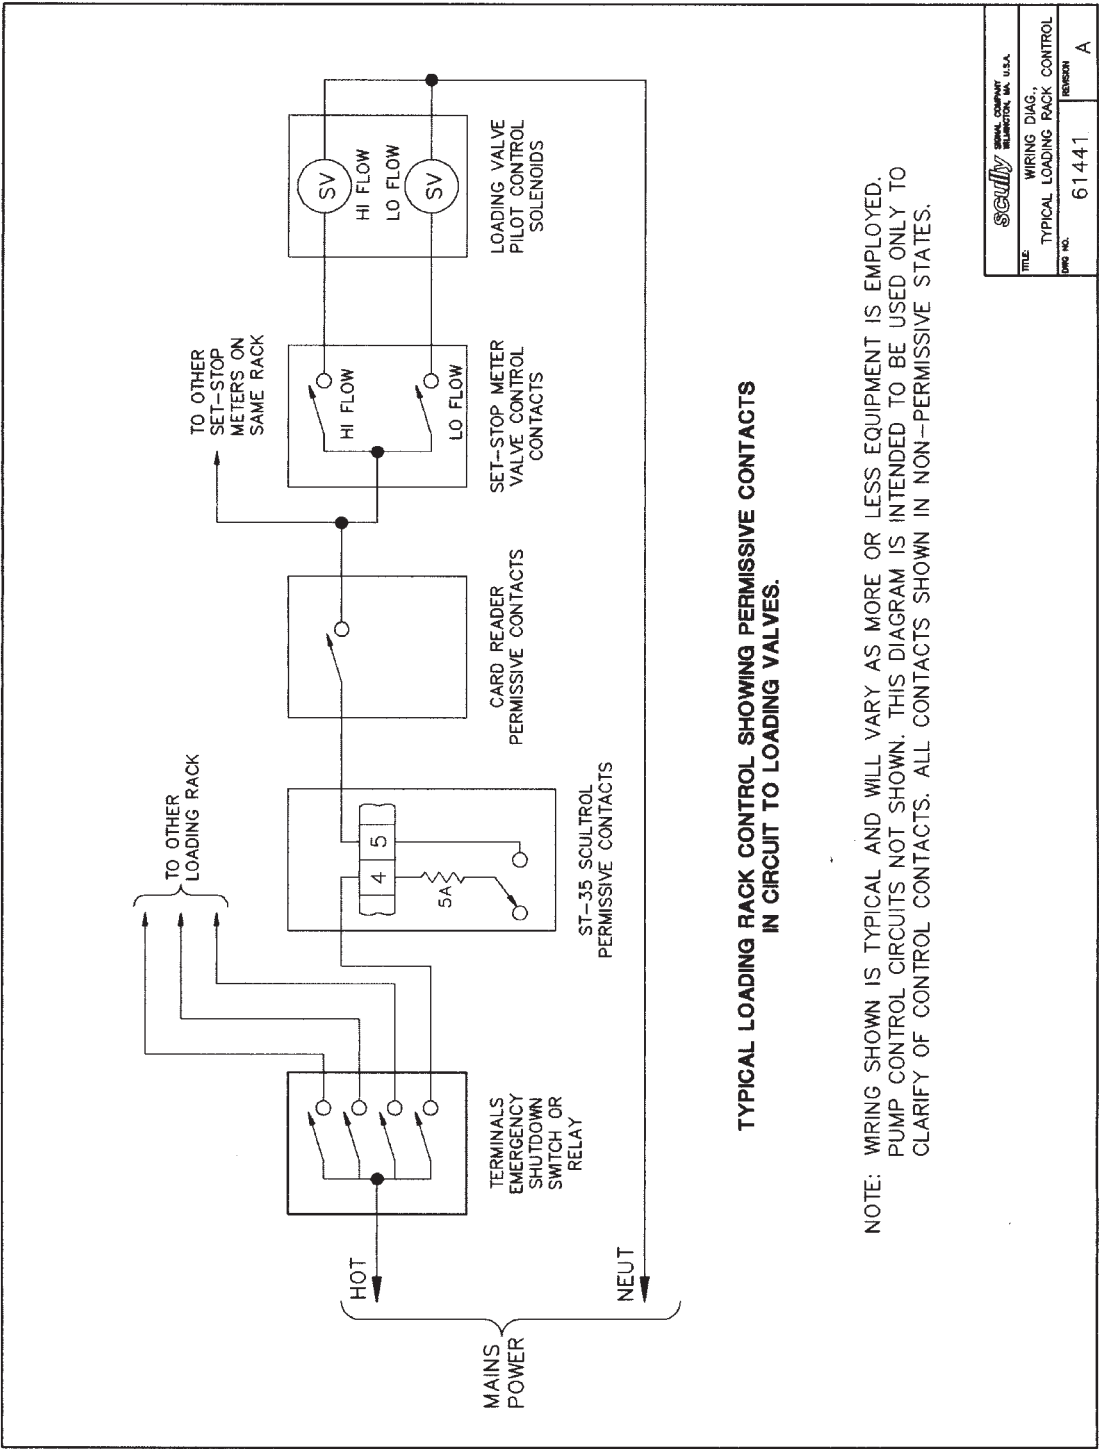 TO OTHER
LOADING RACK
TO OTHER
SET-STOP
METERS ON
SAME RACK
HOT
NEUT
MAINS
POWER
TERMINALS
EMERGENCY
SHUTDOWN
SWITCH OR
RELAY
4
5
5A
ST-35 SCULTROL
PERMISSIVE CONTACTS
CARD READER
PERMISSIVE CONTACTS
HI FLOW
LO FLOW
SET-STOP METER
VALVE CONTROL
CONTACTS
SV
HI FLOW
LO FLOW
SV
LOADING VALVE
PILOT CONTROL
SOLENOIDS
TYPICAL LOADING RACK CONTROL SHOWING PERMISSIVE CONTACTS
IN CIRCUIT TO LOADING VALVES.
NOTE: WIRING SHOWN IS TYPICAL AND WILL VARY AS MORE OR LESS EQUIPMENT IS EMPLOYED.
PUMP CONTROL CIRCUITS NOT SHOWN. THIS DIAGRAM IS INTENDED TO BE USED ONLY TO
CLARIFY OF CONTROL CONTACTS. ALL CONTACTS SHOWN IN NON-PERMISSIVE STATES.
scully SIGNAL COMPANY
WILMINGTON, MA. U.S.A.
TITLE: WIRING DIAG.,
TYPICAL LOADING RACK CONTROL
DWG NO. 61441
REVISION A